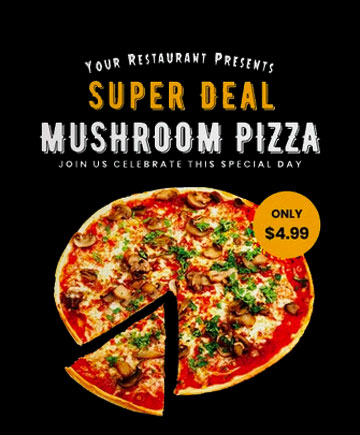 Your Restaurant Presents
SUPER DEAL
MUSHROOM PIZZA
JOIN US CELEBRATE THIS SPECIAL DAY
ONLY
$4.99